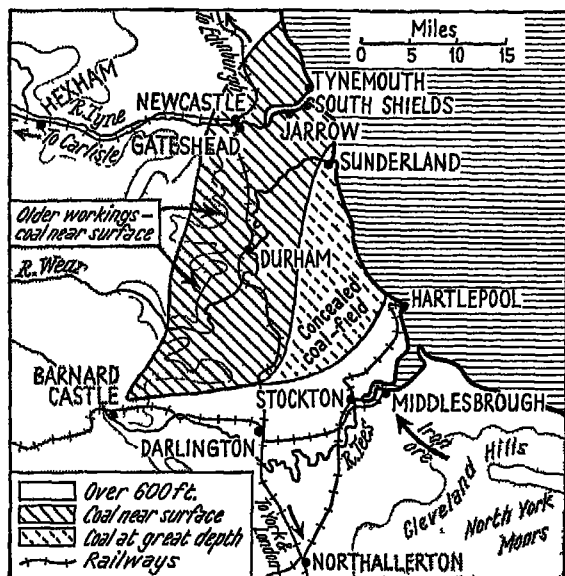 Miles
0 5 10 15
To Edinburgh
TYNEMOUTH
SOUTH SHIELDS
HEXHAM
R. Tyne
NEWCASTLE
To Carlisle
GATESHEAD
JARROW
SUNDERLAND
Older workings–
coal near surface
R. Wear
DURHAM
HARTLEPOOL
Concealed
coal-field
BARNARD
CASTLE
STOCKTON
MIDDLESBROUGH
DARLINGTON
R. Tees
Iron
ore
Cleveland Hills
North York
Moors
To York &
London
NORTHALLERTON
Over 600 ft.
Coal near surface
Coal at great depth
Railways